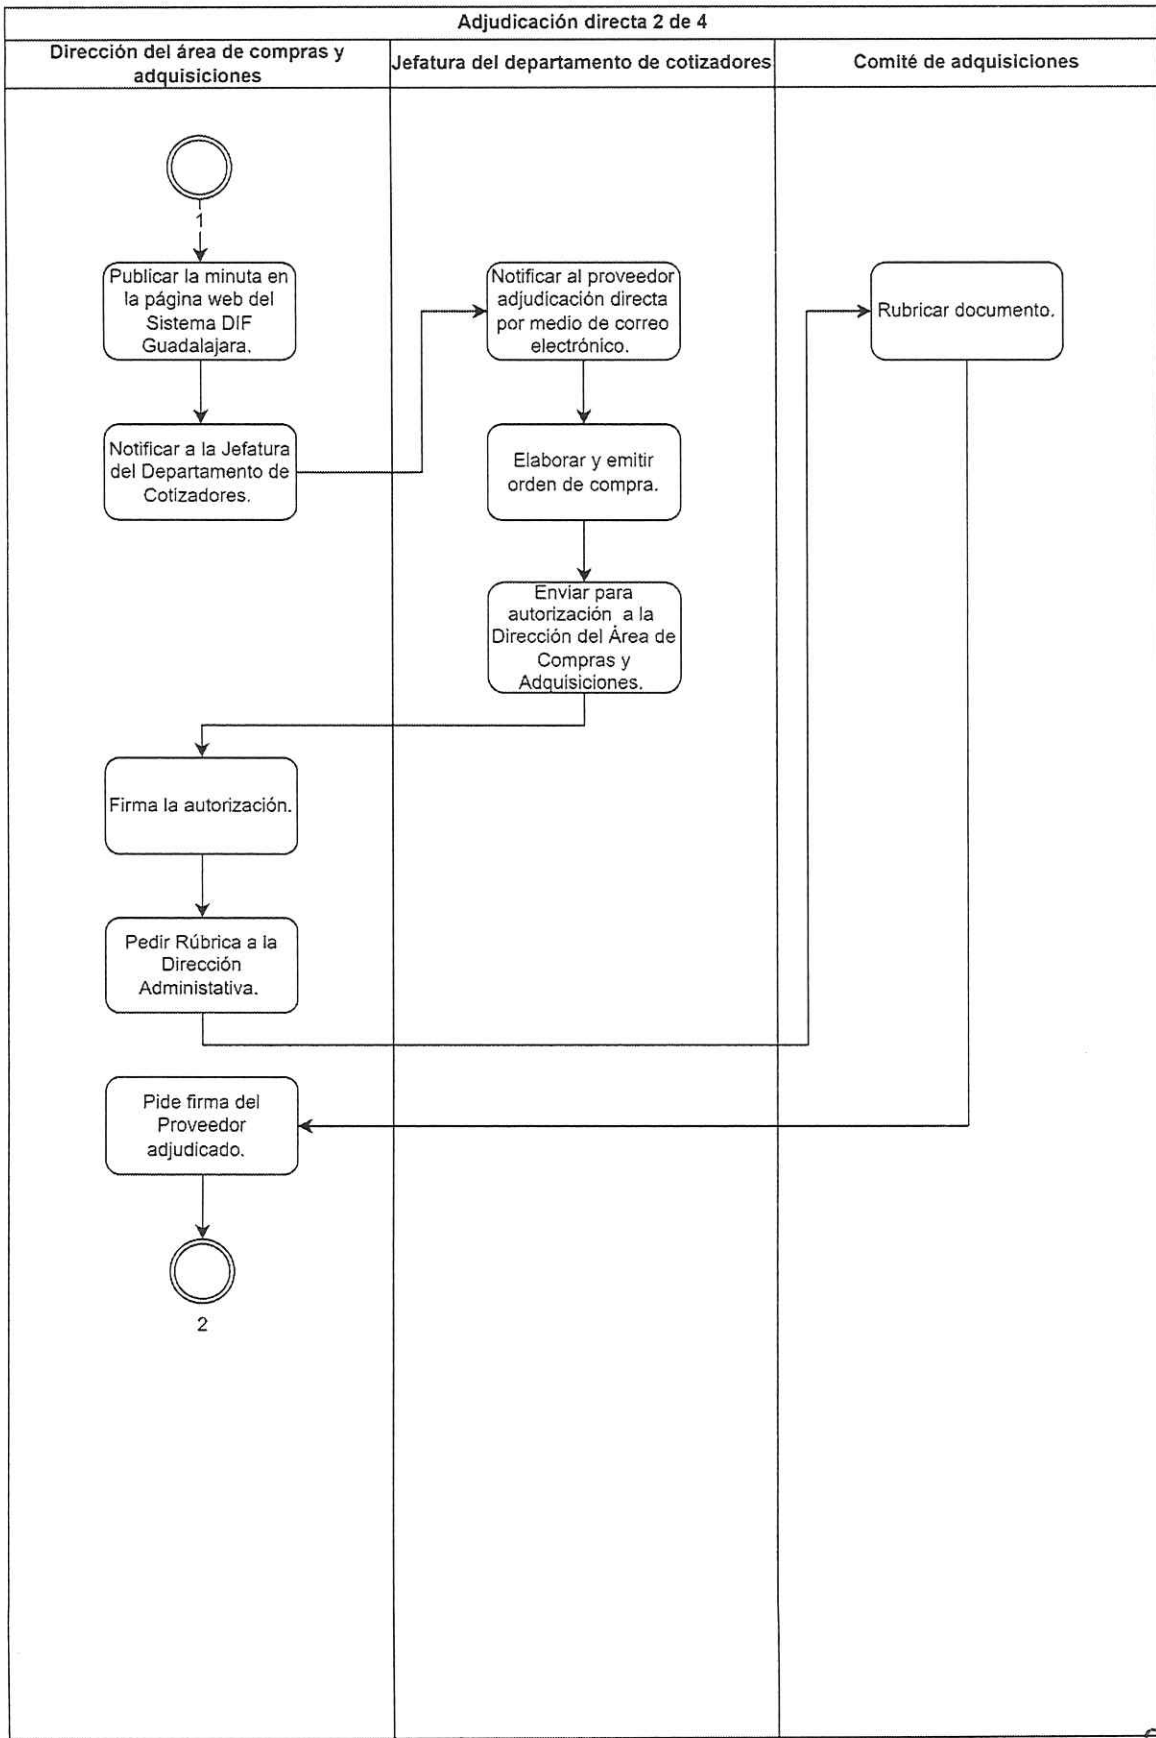 Adjudicación directa 2 de 4
Dirección del área de compras y
adquisiciones
Jefatura del departamento de cotizadores
Comité de adquisiciones
1
Publicar la minuta en
la página web del
Sistema DIF
Guadalajara.
Notificar a la Jefatura
del Departamento de
Cotizadores.
Notificar al proveedor
adjudicación directa
por medio de correo
electrónico.
Elaborar y emitir
orden de compra.
Enviar para
autorización a la
Dirección del Área de
Compras y
Adquisiciones.
Firma la autorización.
Pedir Rúbrica a la
Dirección
Administativa.
Rubricar documento.
Pide firma del
Proveedor
adjudicado.
2